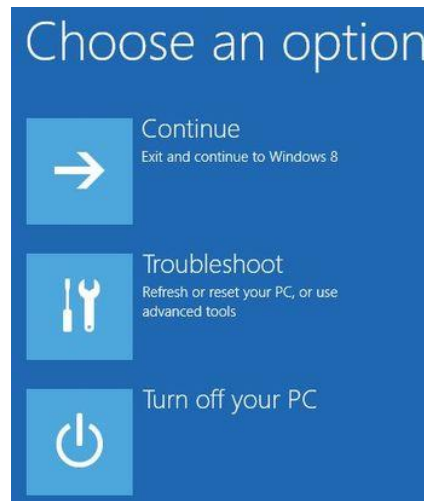 Choose an option
Continue
Exit and continue to Windows 8
Troubleshoot
Refresh or reset your PC, or use
advanced tools
Turn off your PC